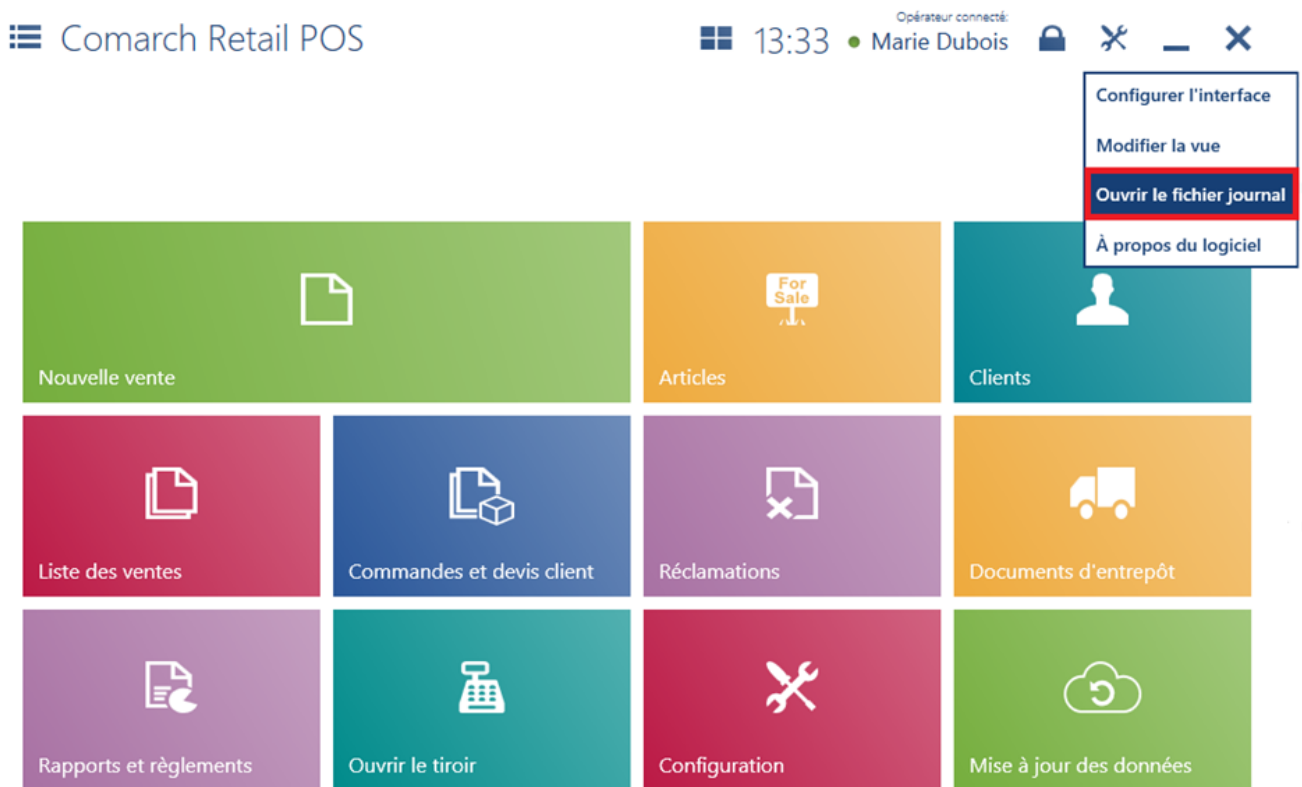 Comarch Retail POS
13:33
Opérateur connecté:
Marie Dubois
Configurer l'interface
Modifier la vue
Ouvrir le fichier journal
À propos du logiciel
Nouvelle vente
For
Sale
Articles
Clients
Liste des ventes
Commandes et devis client
Réclamations
Documents d'entrepôt
Rapports et règlements
Ouvrir le tiroir
Configuration
Mise à jour des données